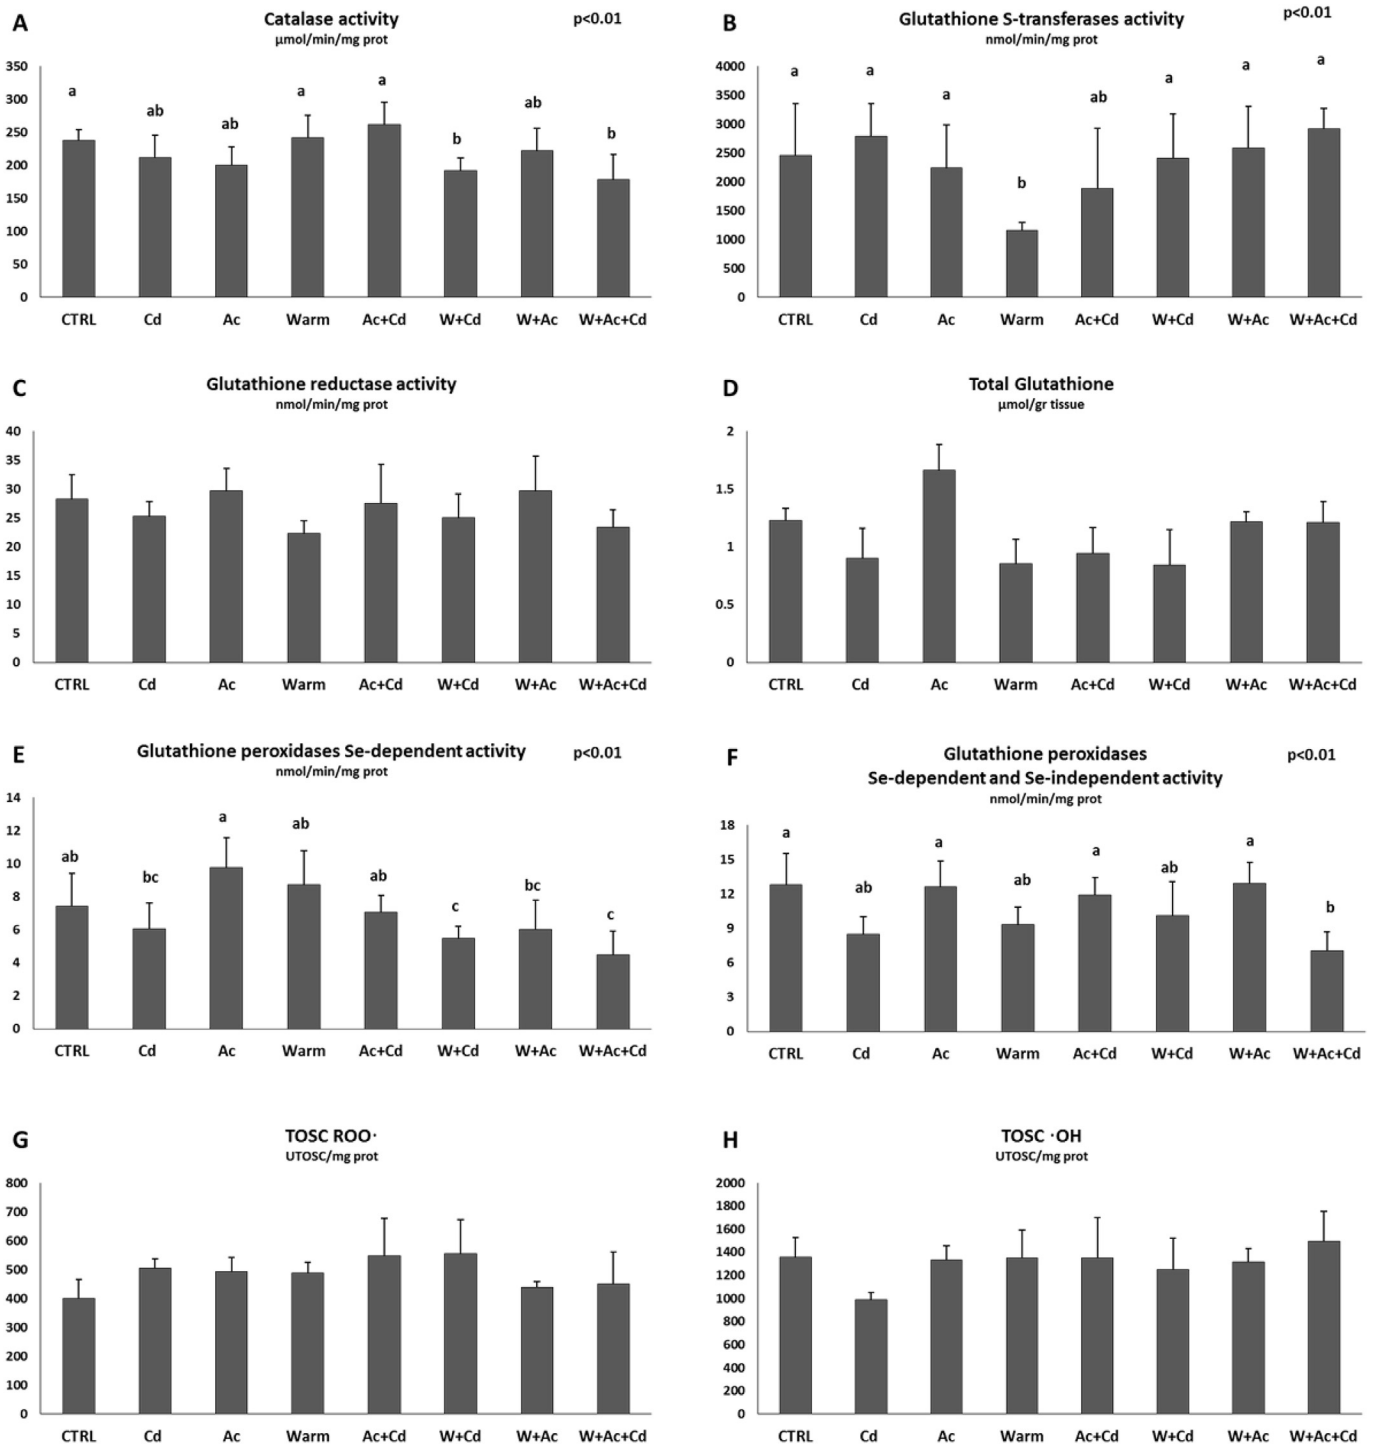 A
Catalase activity
p<0.01
µmol/min/mg prot
350
300
250
200
150
100
50
0
a
ab
ab
a
a
b
ab
b
CTRL Cd Ac Warm Ac+Cd W+Cd W+Ac W+Ac+Cd
B
Glutathione S-transferases activity
p<0.01
nmol/min/mg prot
4000
3500
3000
2500
2000
1500
1000
500
0
a
a
a
b
ab
a
a
a
CTRL Cd Ac Warm Ac+Cd W+Cd W+Ac W+Ac+Cd
C
Glutathione reductase activity
nmol/min/mg prot
40
35
30
25
20
15
10
5
0
CTRL Cd Ac Warm Ac+Cd W+Cd W+Ac W+Ac+Cd
D
Total Glutathione
µmol/gr tissue
2
1.5
1
0.5
0
CTRL Cd Ac Warm Ac+Cd W+Cd W+Ac W+Ac+Cd
E
Glutathione peroxidases Se-dependent activity
p<0.01
nmol/min/mg prot
14
12
10
8
6
4
2
0
ab
bc
a
ab
ab
c
bc
c
CTRL Cd Ac Warm Ac+Cd W+Cd W+Ac W+Ac+Cd
F
Glutathione peroxidases
p<0.01
Se-dependent and Se-independent activity
nmol/min/mg prot
18
15
12
9
6
3
0
a
ab
a
ab
a
ab
a
b
CTRL Cd Ac Warm Ac+Cd W+Cd W+Ac W+Ac+Cd
G
TOSC ROO·
UTOSC/mg prot
800
700
600
500
400
300
200
100
0
CTRL Cd Ac Warm Ac+Cd W+Cd W+Ac W+Ac+Cd
H
TOSC ·OH
UTOSC/mg prot
2000
1800
1600
1400
1200
1000
800
600
400
200
0
CTRL Cd Ac Warm Ac+Cd W+Cd W+Ac W+Ac+Cd